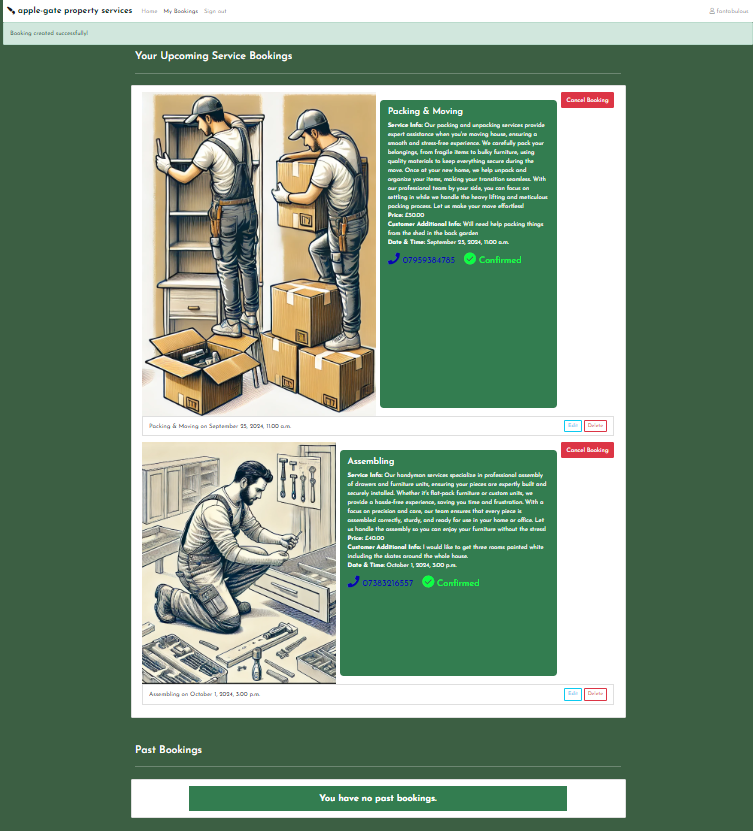 apple-gate property services Home My Bookings Sign out fontabulous
Booking created successfully!
Your Upcoming Service Bookings
Cancel Booking
Packing & Moving
Service Info: Our packing and unpacking services provide
expert assistance when you're moving house, ensuring a
smooth and stress-free experience. We carefully pack your
belongings, from fragile items to bulky furniture, using
quality materials to keep everything secure during the
move. Once at your new home, we help unpack and
organize your items, making your transition seamless. With
our professional team by your side, you can focus on
settling in while we handle the heavy lifting and meticulous
packing process. Let us make your move effortless!
Price: £50.00
Customer Additional Info: Will need help packing things
from the shed in the back garden
Date & Time: September 25, 2024, 11:00 a.m.
07959384785 Confirmed
Packing & Moving on September 25, 2024, 11:00 a.m.
Edit Delete
Cancel Booking
Assembling
Service Info: Our handyman services specialize in professional assembly
of drawers and furniture units, ensuring your pieces are expertly built and
securely installed. Whether it's flat-pack furniture or custom units, we
provide a hassle-free experience, saving you time and frustration. With a
focus on precision and care, our team ensures that every piece is
assembled correctly, sturdy, and ready for use in your home or office. Let
us handle the assembly so you can enjoy your furniture without the stress!
Price: £40.00
Customer Additional Info: I would like to get three rooms painted white
including the skates around the whole house.
Date & Time: October 1, 2024, 3:00 p.m.
07383216557 Confirmed
Assembling on October 1, 2024, 3:00 p.m.
Edit Delete
Past Bookings
You have no past bookings.